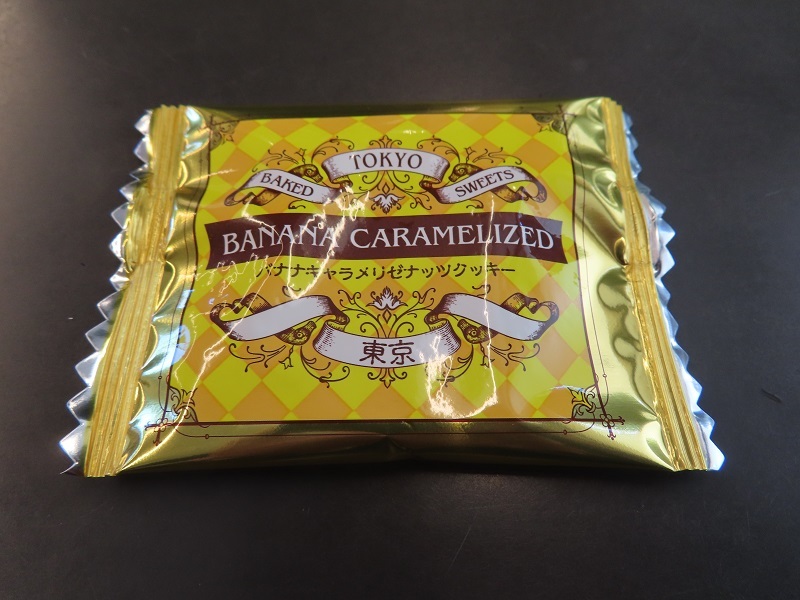 TOKYO
BAKED SWEETS
BANANA CARAMELIZED
バナナキャラメリゼナッツクッキー
東京